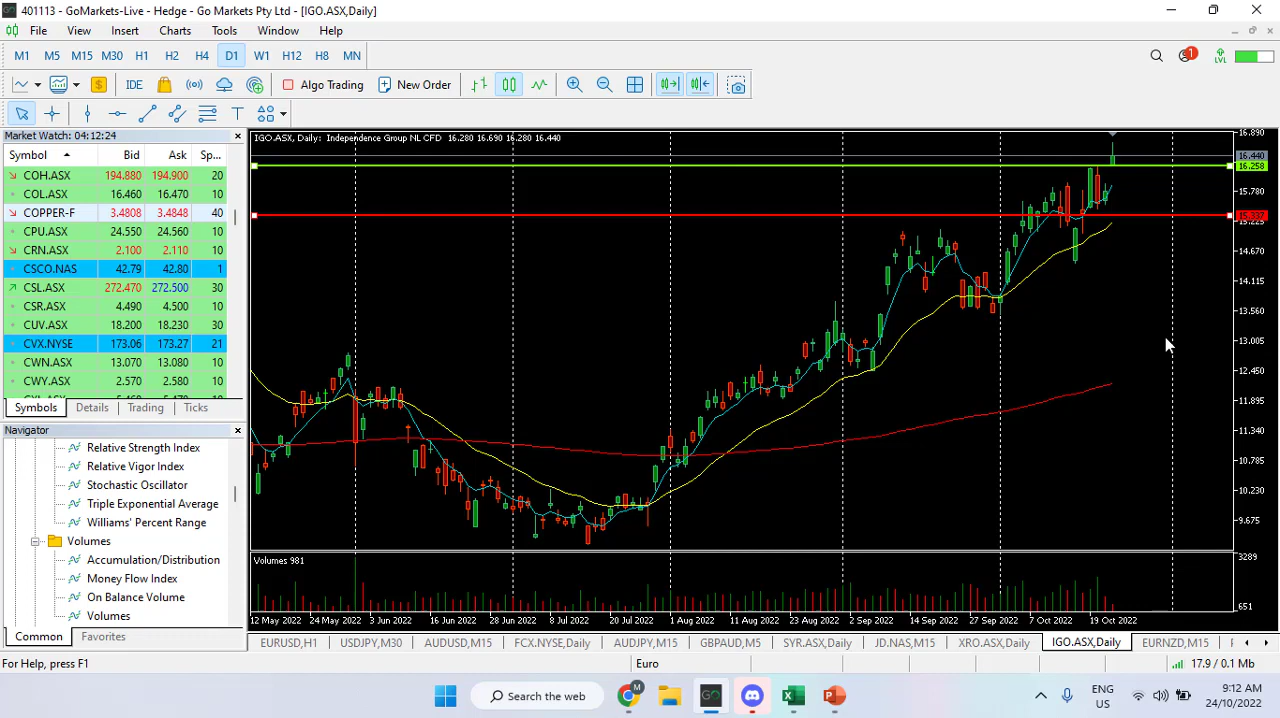 401113 - GoMarkets-Live - Hedge - Go Markets Pty Ltd - [IGO.ASX,Daily]
File View Insert Charts Tools Window Help
M1 M5 M15 M30 H1 H2 H4 D1 W1 H12 H8 MN
1 LVL
IDE Algo Trading New Order
T
Market Watch: 04:12:24
Symbol Bid Ask Sp...
COH.ASX 194.880 194.900 20
COL.ASX 16.460 16.470 10
COPPER-F 3.4808 3.4848 40
CPU.ASX 24.550 24.560 10
CRN.ASX 2.100 2.110 10
CSCO.NAS 42.79 42.80 1
CSL.ASX 272.470 272.500 30
CSR.ASX 4.490 4.500 10
CUV.ASX 18.200 18.230 30
CVX.NYSE 173.06 173.27 21
CWN.ASX 13.070 13.080 10
CWY.ASX 2.570 2.580 10
Symbols Details Trading Ticks
Navigator
Relative Strength Index
Relative Vigor Index
Stochastic Oscillator
Triple Exponential Average
Williams' Percent Range
Volumes
Accumulation/Distribution
Money Flow Index
On Balance Volume
Volumes
Common Favorites
IGO.ASX, Daily: Independence Group NL CFD 16.280 16.690 16.280 16.440
16.890
16.440
16.258
15.780
15.337
14.670
14.115
13.560
13.005
12.450
11.895
11.340
10.785
10.230
9.675
Volumes 981
3289
651
12 May 2022 24 May 2022 3 Jun 2022 16 Jun 2022 28 Jun 2022 8 Jul 2022 20 Jul 2022 1 Aug 2022 11 Aug 2022 23 Aug 2022 2 Sep 2022 14 Sep 2022 27 Sep 2022 7 Oct 2022 19 Oct 2022
EURUSD,H1 USDJPY,M30 AUDUSD,M15 FCX.NYSE,Daily AUDJPY,M15 GBPAUD,M5 SYR.ASX,Daily JD.NAS,M15 XRO.ASX,Daily IGO.ASX,Daily EURNZD,M15
For Help, press F1 Euro 17.9 / 0.1 Mb
Search the web
M
GO
ENG
US
9:12 AM
24/10/2022